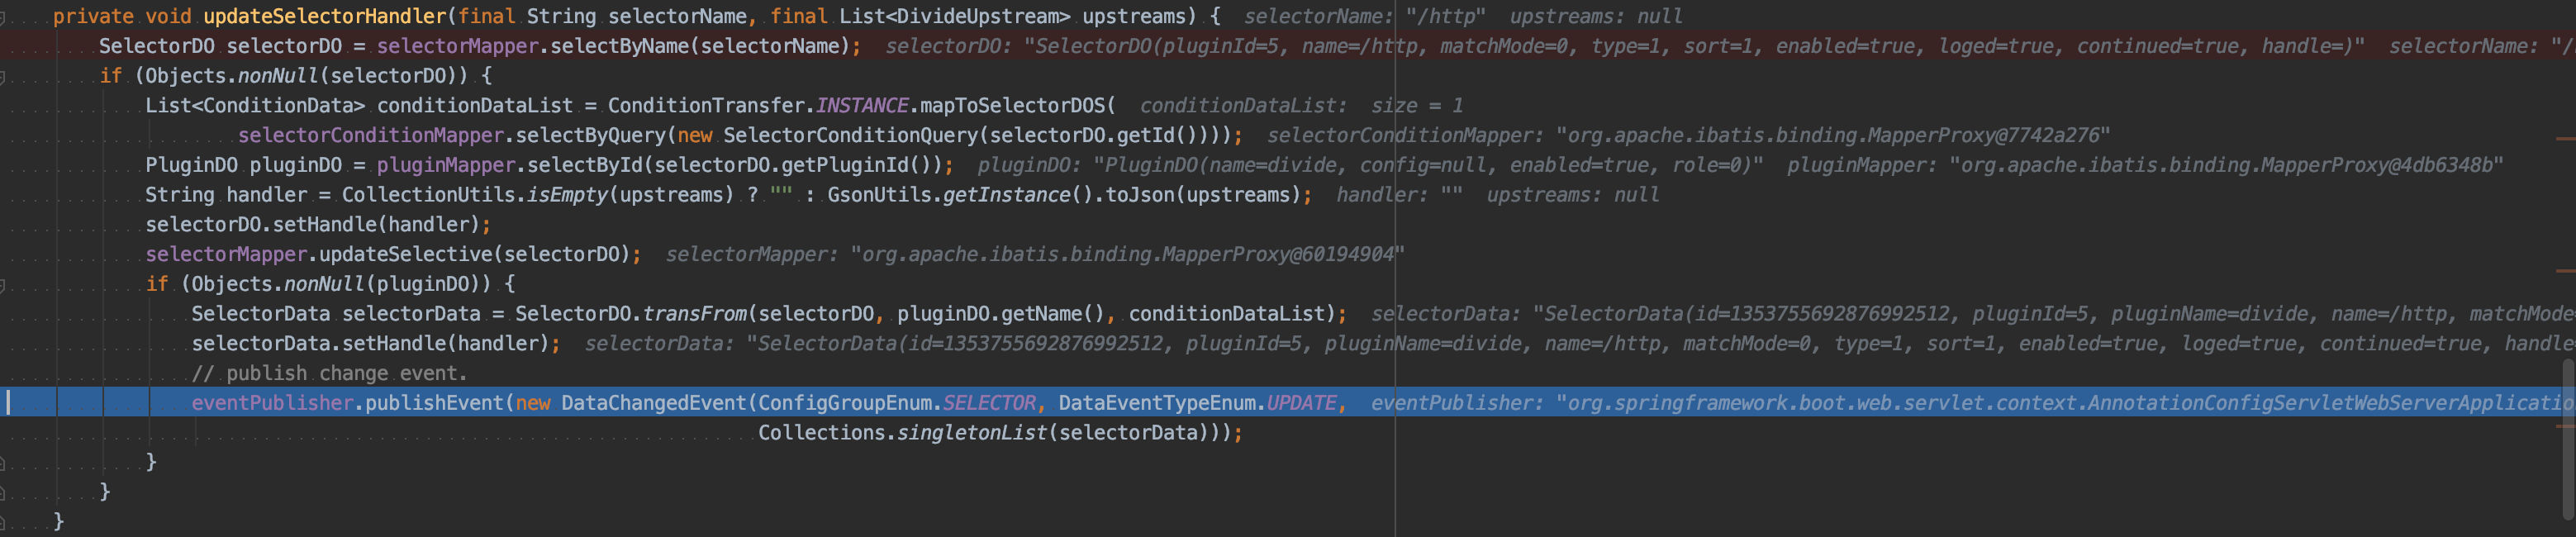 private void updateSelectorHandler(final String selectorName, final List<DivideUpstream> upstreams) {  selectorName: "/http"  upstreams: null
SelectorDO selectorDO = selectorMapper.selectByName(selectorName);  selectorDO: "SelectorDO(pluginId=5, name=/http, matchMode=0, type=1, sort=1, enabled=true, loged=true, continued=true, handle=)"  selectorName: "/
if (Objects.nonNull(selectorDO)) {
List<ConditionData> conditionDataList = ConditionTransfer.INSTANCE.mapToSelectorDOS(  conditionDataList:  size = 1
selectorConditionMapper.selectByQuery(new SelectorConditionQuery(selectorDO.getId())));  selectorConditionMapper: "org.apache.ibatis.binding.MapperProxy@7742a276"
PluginDO pluginDO = pluginMapper.selectById(selectorDO.getPluginId());  pluginDO: "PluginDO(name=divide, config=null, enabled=true, role=0)"  pluginMapper: "org.apache.ibatis.binding.MapperProxy@4db6348b"
String handler = CollectionUtils.isEmpty(upstreams) ? "" : GsonUtils.getInstance().toJson(upstreams);  handler: ""  upstreams: null
selectorDO.setHandle(handler);
selectorMapper.updateSelective(selectorDO);  selectorMapper: "org.apache.ibatis.binding.MapperProxy@60194904"
if (Objects.nonNull(pluginDO)) {
SelectorData selectorData = SelectorDO.transFrom(selectorDO, pluginDO.getName(), conditionDataList);  selectorData: "SelectorData(id=1353755692876992512, pluginId=5, pluginName=divide, name=/http, matchMode
selectorData.setHandle(handler);  selectorData: "SelectorData(id=1353755692876992512, pluginId=5, pluginName=divide, name=/http, matchMode=0, type=1, sort=1, enabled=true, loged=true, continued=true, handle=
// publish change event.
eventPublisher.publishEvent(new DataChangedEvent(ConfigGroupEnum.SELECTOR, DataEventTypeEnum.UPDATE,  eventPublisher: "org.springframework.boot.web.servlet.context.AnnotationConfigServletWebServerApplicatio
Collections.singletonList(selectorData)));
}
}
}